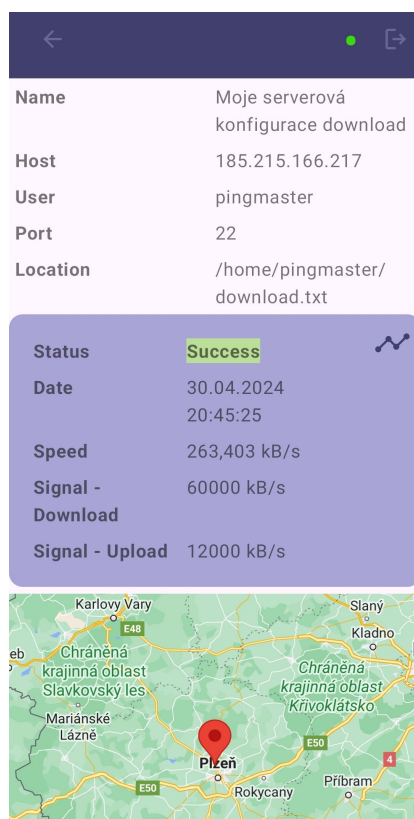 Name
Moje serverová
konfigurace download
Host
185.215.166.217
User
pingmaster
Port
22
Location
/home/pingmaster/
download.txt
Status
Success
Date
30.04.2024
20:45:25
Speed
263,403 kB/s
Signal -
Download
60000 kB/s
Signal - Upload
12000 kB/s
Karlovy Vary
E48
Slaný
Kladno
eb
Chráněná
krajinná oblast
Slavkovský les
Chráněná
krajinná oblast
Křivoklátsko
Mariánské
Lázně
E50
4
Plzeň
E50
Rokycany
Příbram